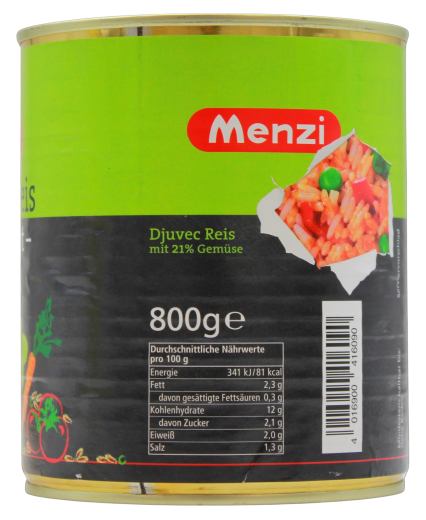 Menzi
eis
Djuvec Reis
mit 21% Gemüse
800g e
Durchschnittliche Nährwerte
pro 100 g
Energie 341 kJ/81 kcal
Fett 2,3 g
davon gesättigte Fettsäuren 0,3 g
Kohlenhydrate 12 g
davon Zucker 2,1 g
Eiweiß 2,0 g
Salz 1,3 g
4 016900 416090